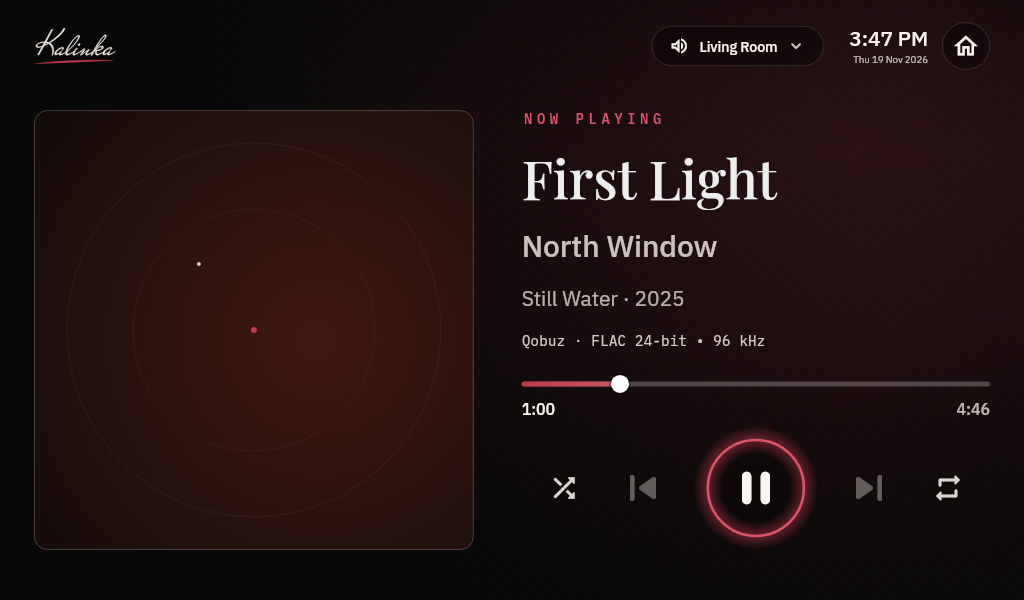 Kalinka
Living Room
3:47 PM
Thu 19 Nov 2026
NOW PLAYING
First Light
North Window
Still Water · 2025
Qobuz · FLAC 24-bit • 96 kHz
1:00
4:46